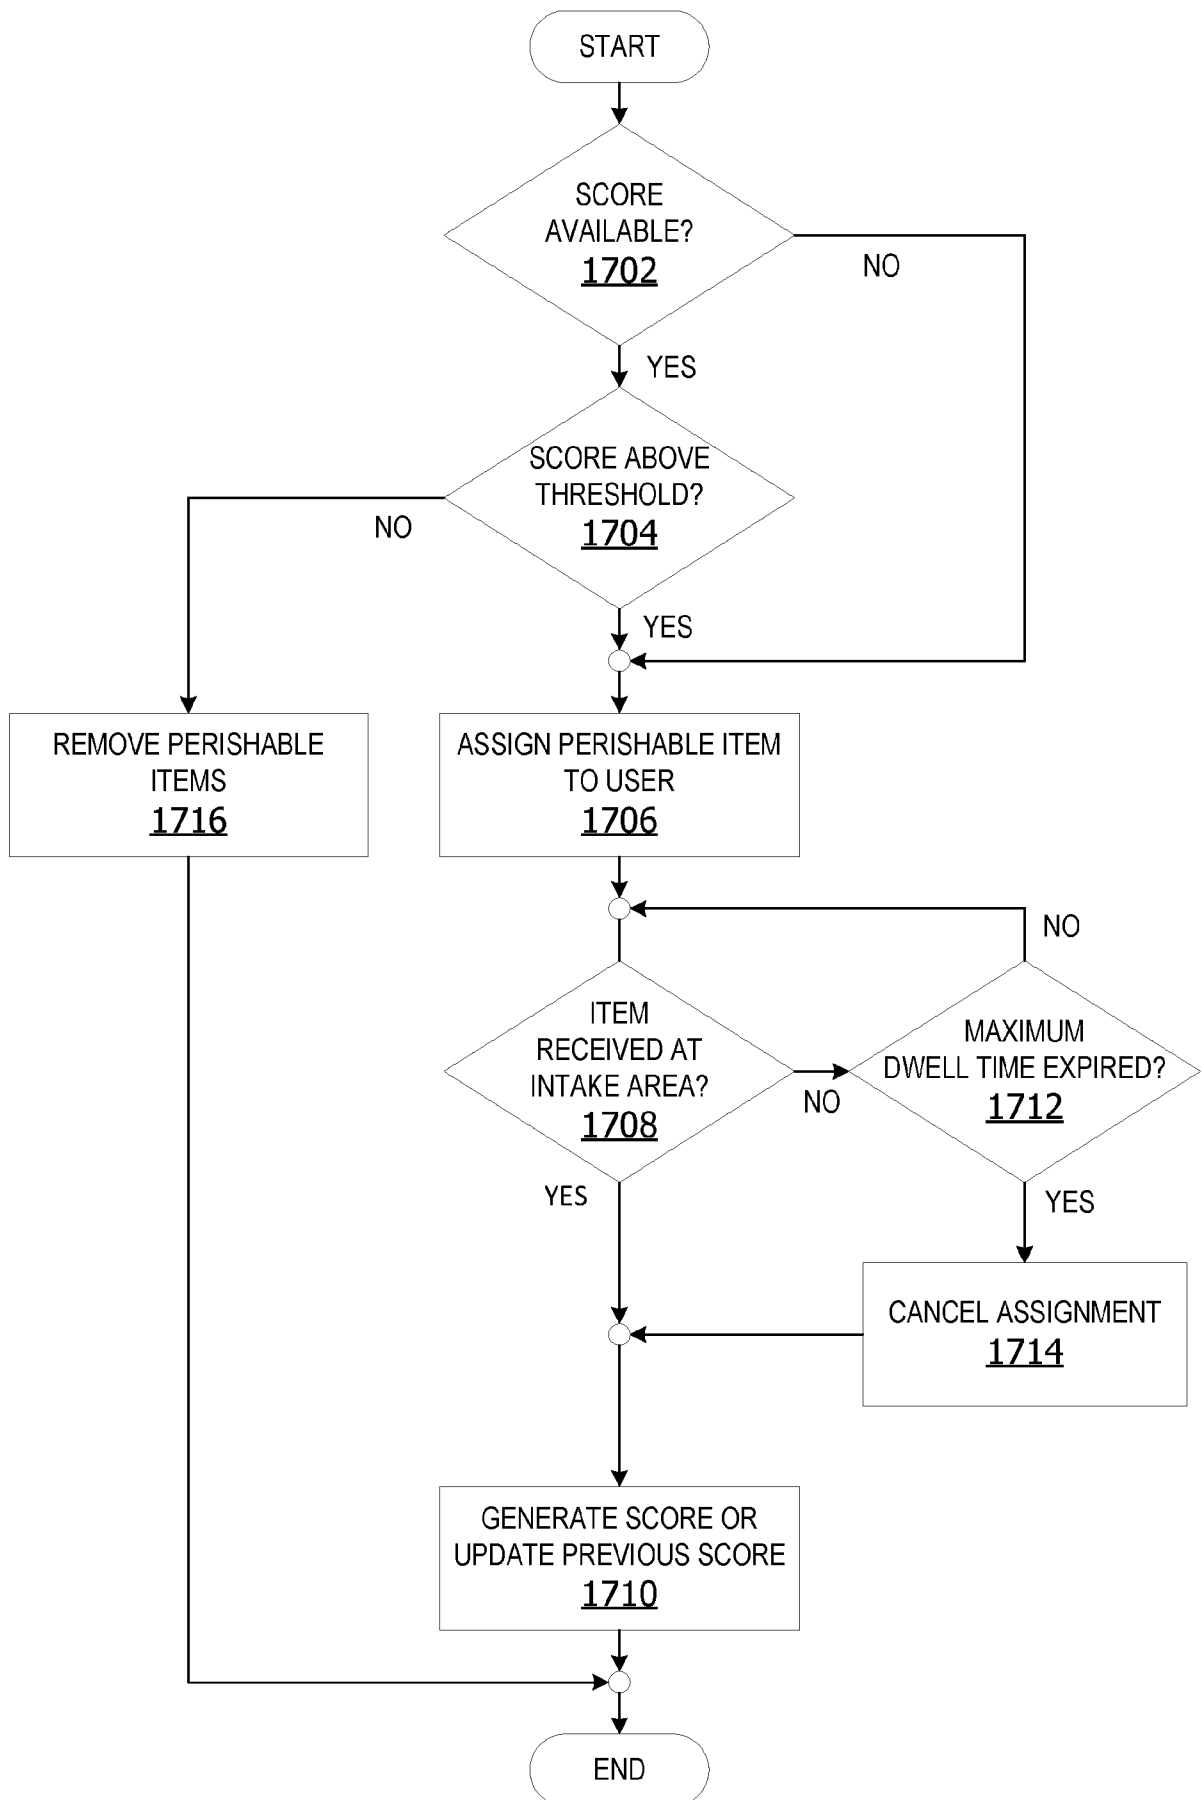 START
SCORE
AVAILABLE?
1702
NO
YES
SCORE ABOVE
THRESHOLD?
1704
NO
YES
REMOVE PERISHABLE
ITEMS
1716
ASSIGN PERISHABLE ITEM
TO USER
1706
NO
ITEM
RECEIVED AT
INTAKE AREA?
1708
NO
MAXIMUM
DWELL TIME EXPIRED?
1712
YES
YES
CANCEL ASSIGNMENT
1714
GENERATE SCORE OR
UPDATE PREVIOUS SCORE
1710
END